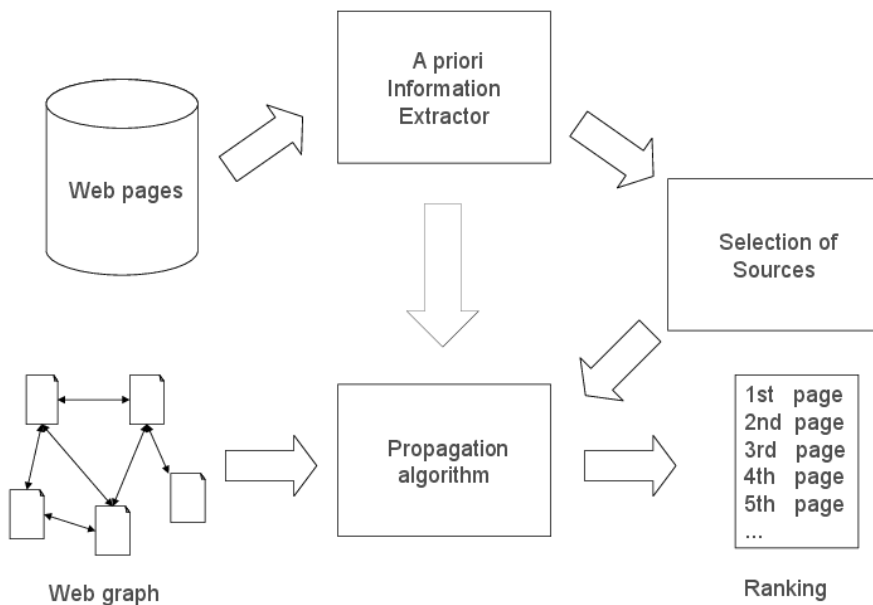 A priori
Information
Extractor
Web pages
Selection of
Sources
Propagation
algorithm
1st page
2nd page
3rd page
4th page
5th page
...
Web graph
Ranking